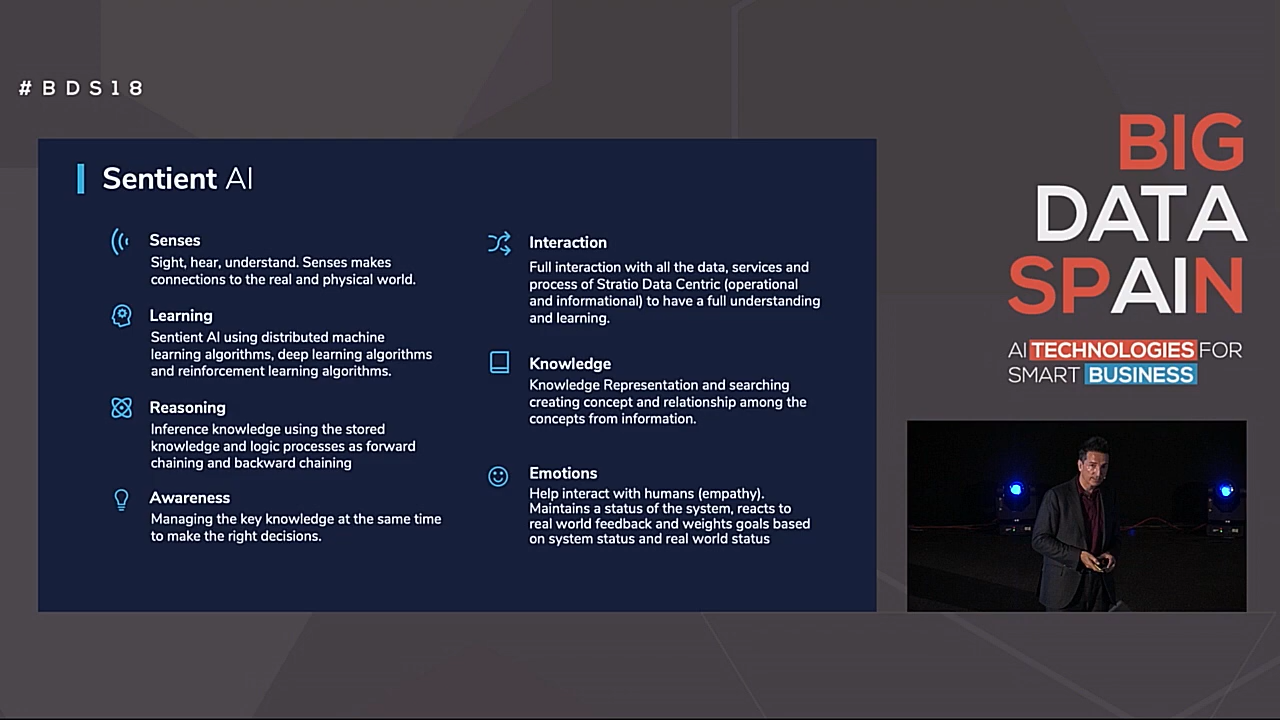 #BDS18
Sentient AI
Senses
Sight, hear, understand. Senses makes
connections to the real and physical world.
Learning
Sentient AI using distributed machine
learning algorithms, deep learning algorithms
and reinforcement learning algorithms.
Reasoning
Inference knowledge using the stored
knowledge and logic processes as forward
chaining and backward chaining
Awareness
Managing the key knowledge at the same time
to make the right decisions.
Interaction
Full interaction with all the data, services and
process of Stratio Data Centric (operational
and informational) to have a full understanding
and learning.
Knowledge
Knowledge Representation and searching
creating concept and relationship among the
concepts from information.
Emotions
Help interact with humans (empathy).
Maintains a status of the system, reacts to
real world feedback and weights goals based
on system status and real world status
BIG
DATA
SPAIN
AI TECHNOLOGIES FOR
SMART BUSINESS